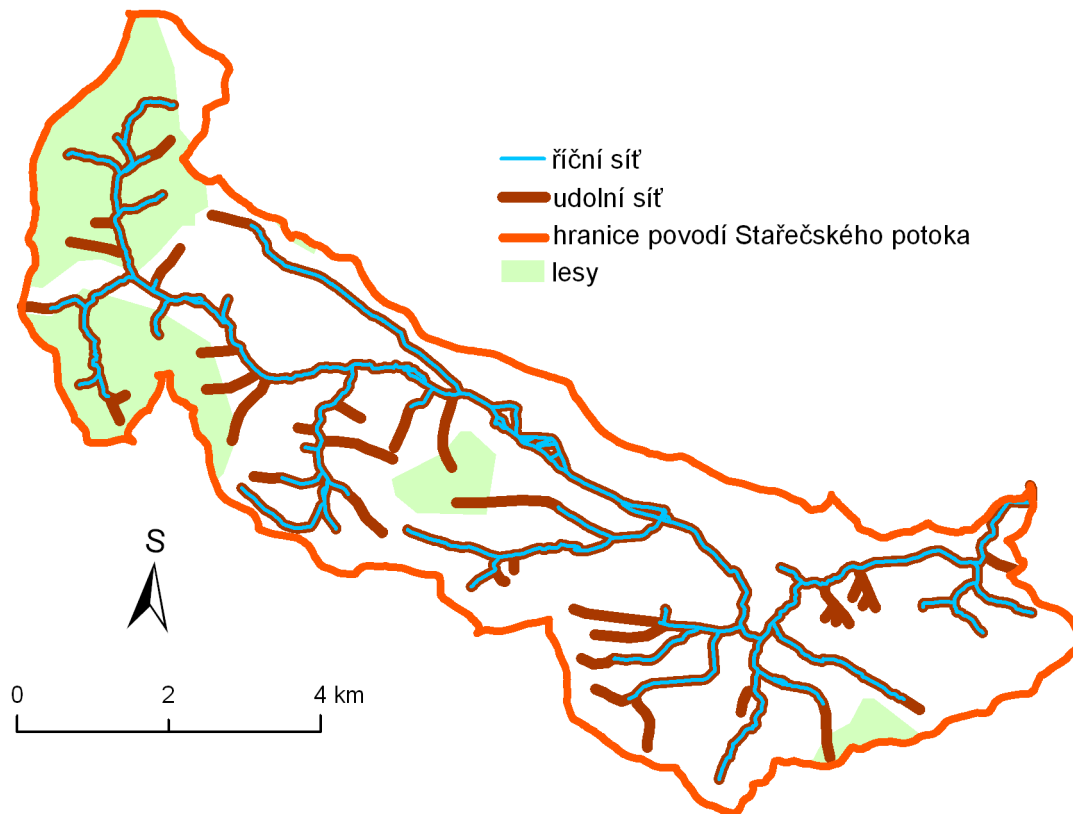 říční síť
udolní síť
hranice povodí Stařečského potoka
lesy
S
0 2 4 km